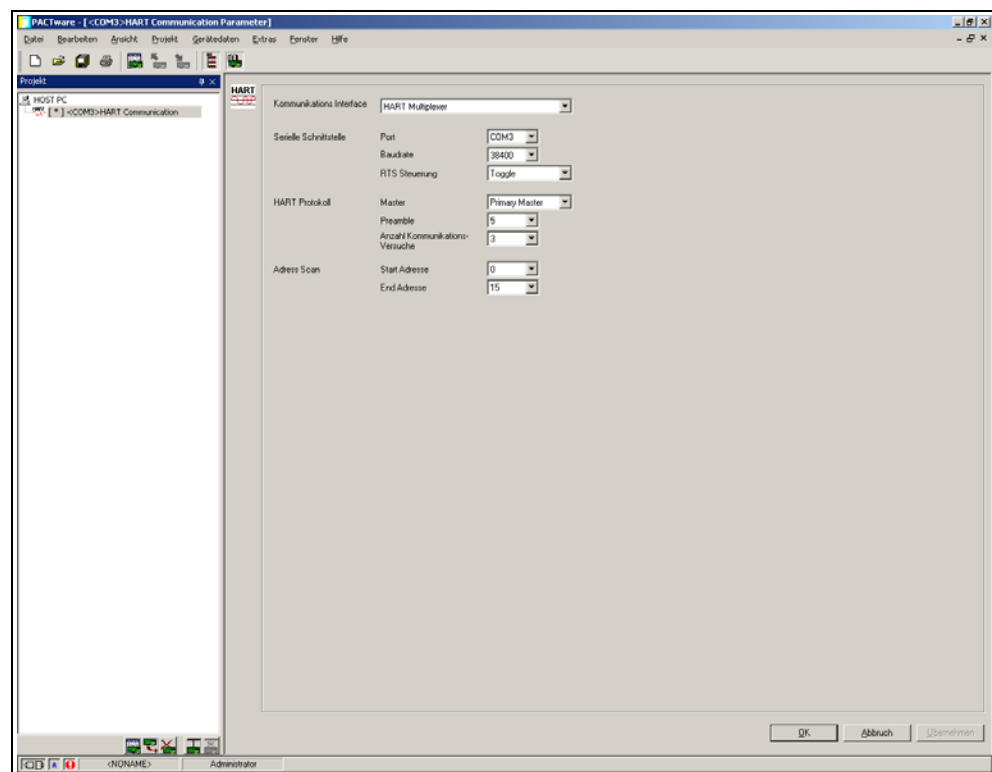 PACTware - [ <COM3>HART Communication Parameter]
Datei Bearbeiten Ansicht Projekt Gerätedaten Extras Fenster Hilfe
Projekt
HOST PC
[ * ] <COM3>HART Communication
HART
Kommunikations Interface HART Multiplexer
Serielle Schnittstelle Port COM3
Baudrate 38400
RTS Steuerung Toggle
HART Protokoll Master Primary Master
Preamble 5
Anzahl Kommunikations-
Versuche 3
Adress Scan Start Adresse 0
End Adresse 15
OK Abbruch Übernehmen
<NONAME> Administrator